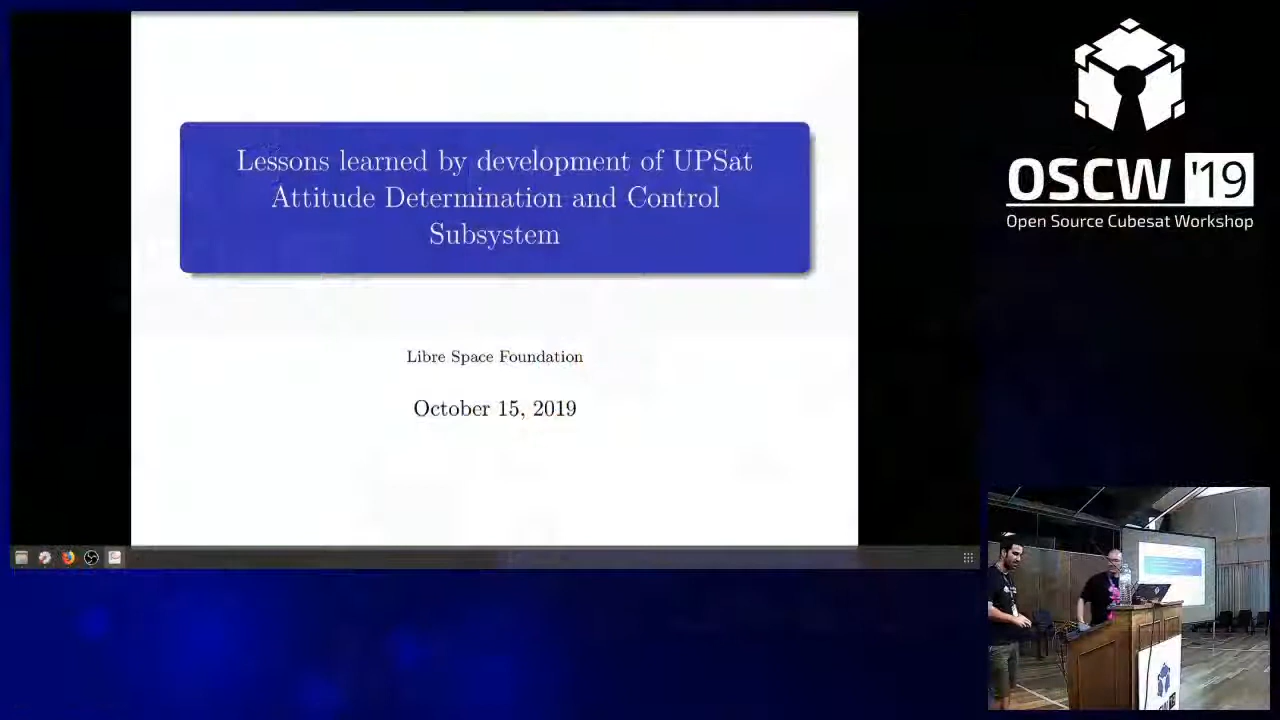 Lessons learned by development of UPSat
Attitude Determination and Control
Subsystem
Libre Space Foundation
October 15, 2019
OSCW '19
Open Source Cubesat Workshop